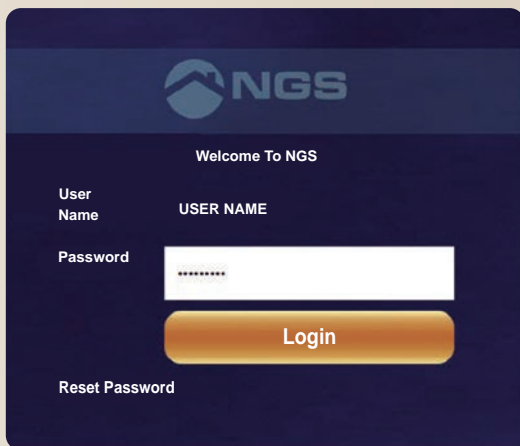 NGS
Welcome To NGS
User
Name
USER NAME
Password
•••••••••
Login
Reset Password